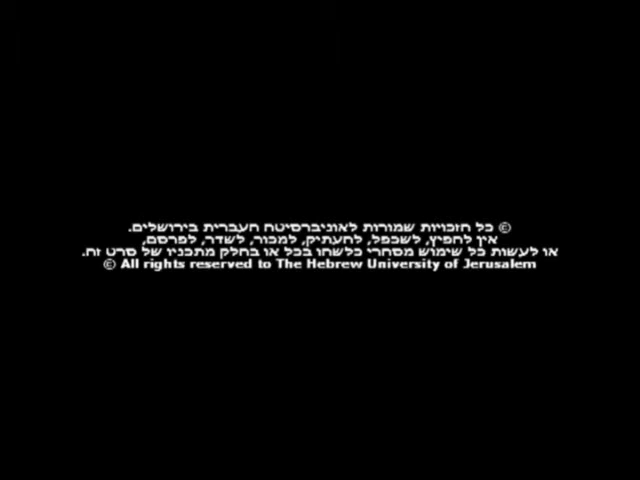 © כל הזכויות שמורות לאוניברסיטה העברית בירושלים.
אין להפיץ, לשכפל, להעתיק, למכור, לשדר, לפרסם,
או לעשות כל שימוש מסחרי כלשהו בכל או בחלק מתכניו של סרט זה.
© All rights reserved to The Hebrew University of Jerusalem